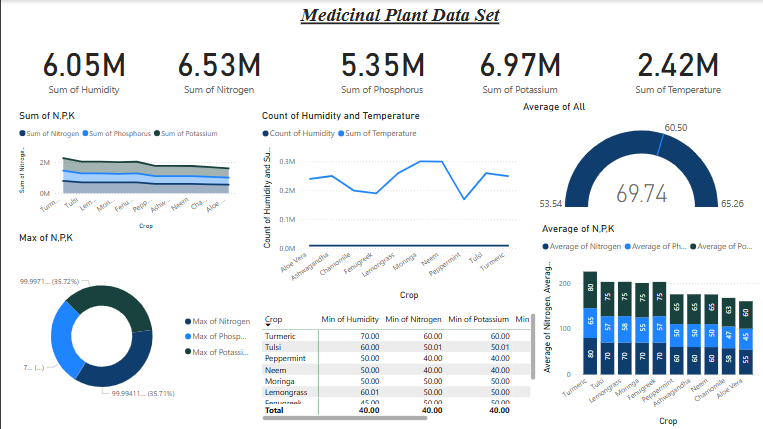 Medicinal Plant Data Set
6.05M
Sum of Humidity
6.53M
Sum of Nitrogen
5.35M
Sum of Phosphorus
6.97M
Sum of Potassium
2.42M
Sum of Temperature
Sum of N,P,K
Sum of Nitrogen Sum of Phosphorus Sum of Potassium
Sum of Nitroge...
2M
0M
Turm... Tulsi Lem... Mori... Fenu... Pepp... Ashw... Neem Cha... Aloe ...
Crop
Count of Humidity and Temperature
Count of Humidity Sum of Temperature
Count of Humidity and Su...
0.3M
0.2M
0.1M
0.0M
Aloe Vera Ashwagandha Chamomile Fenugreek Lemongrass Moringa Neem Peppermint Tulsi Turmeric
Crop
Average of All
60.50
69.74
53.54
65.26
Max of N,P,K
99.9971... (35.72%)
7... (...)
99.99411... (35.71%)
Max of Nitrogen
Max of Phosp...
Max of Potassi...
Crop Min of Humidity Min of Nitrogen Min of Potassium Min
Turmeric 70.00 60.00 60.00
Tulsi 60.00 50.01 50.01
Peppermint 50.00 40.00 40.00
Neem 50.00 40.00 40.00
Moringa 50.00 50.00 50.00
Lemongrass 60.01 50.00 50.00
Fenugreek 45.00 50.00 50.00
Total 40.00 40.00 40.00
Average of N,P,K
Average of Nitrogen Average of Ph... Average of Po...
Average of Nitrogen, Averag...
200
100
0
80 75 75 75 75 65 65 65 63 60
65 57 58 55 57 50 50 50 47 45
80 70 70 70 70 60 60 60 58 55
Turmeric Tulsi Lemongrass Moringa Fenugreek Peppermint Ashwagandha Neem Chamomile Aloe Vera
Crop